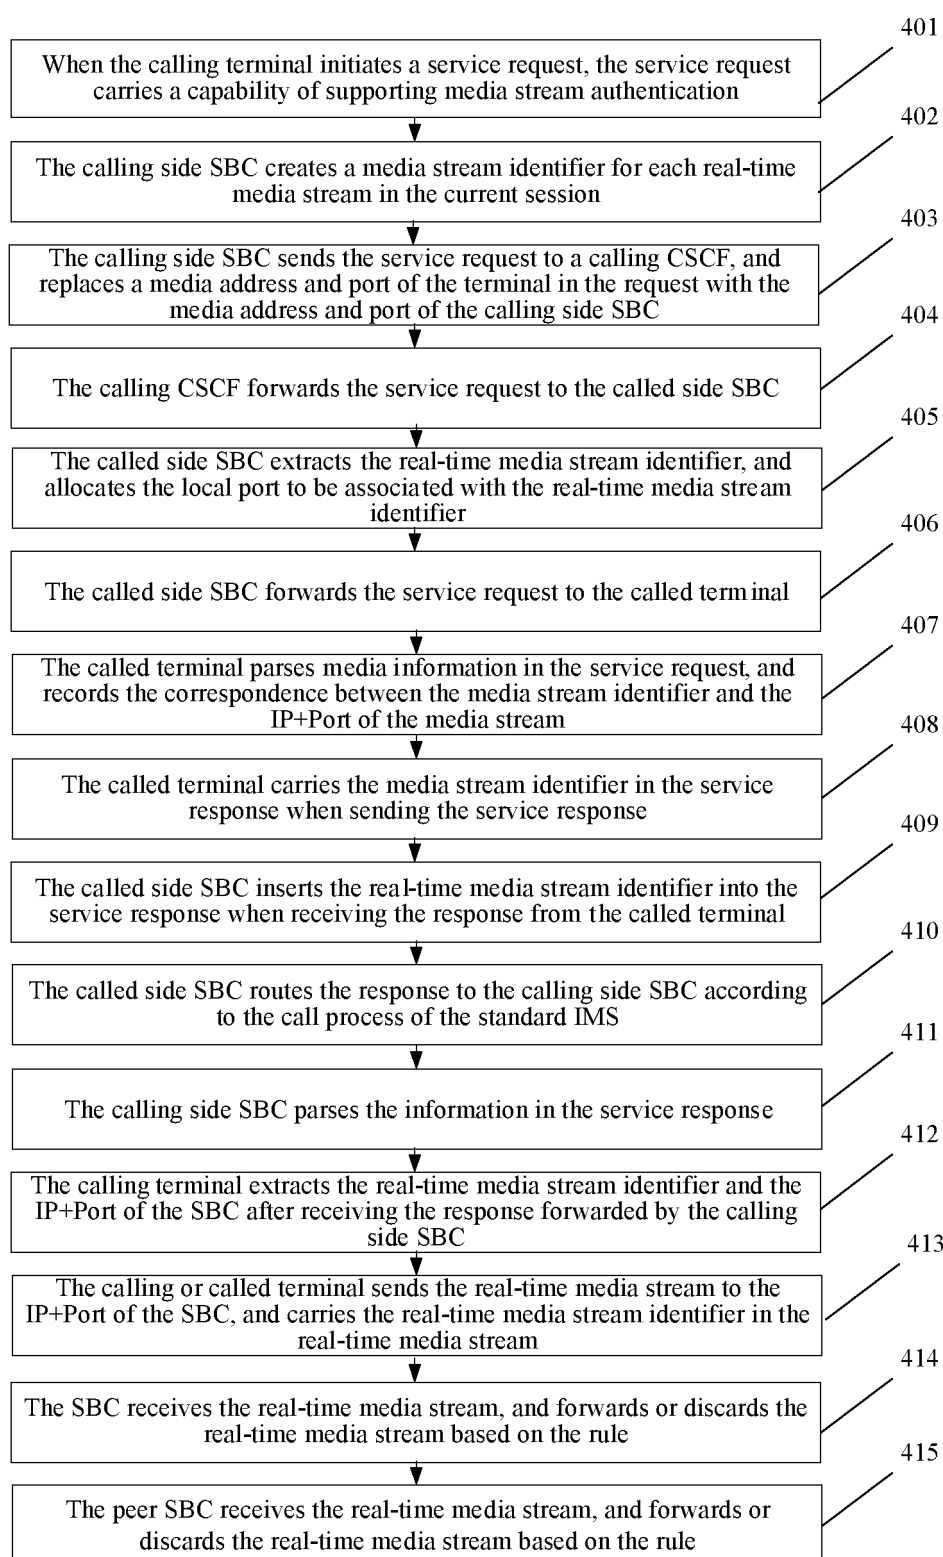 401
When the calling terminal initiates a service request, the service request
carries a capability of supporting media stream authentication
402
The calling side SBC creates a media stream identifier for each real-time
media stream in the current session
403
The calling side SBC sends the service request to a calling CSCF, and
replaces a media address and port of the terminal in the request with the
media address and port of the calling side SBC
404
The calling CSCF forwards the service request to the called side SBC
405
The called side SBC extracts the real-time media stream identifier, and
allocates the local port to be associated with the real-time media stream
identifier
406
The called side SBC forwards the service request to the called terminal
407
The called terminal parses media information in the service request, and
records the correspondence between the media stream identifier and the
IP+Port of the media stream
408
The called terminal carries the media stream identifier in the service
response when sending the service response
409
The called side SBC inserts the real-time media stream identifier into the
service response when receiving the response from the called terminal
410
The called side SBC routes the response to the calling side SBC according
to the call process of the standard IMS
411
The calling side SBC parses the information in the service response
412
The calling terminal extracts the real-time media stream identifier and the
IP+Port of the SBC after receiving the response forwarded by the calling
side SBC
413
The calling or called terminal sends the real-time media stream to the
IP+Port of the SBC, and carries the real-time media stream identifier in the
real-time media stream
414
The SBC receives the real-time media stream, and forwards or discards the
real-time media stream based on the rule
415
The peer SBC receives the real-time media stream, and forwards or
discards the real-time media stream based on the rule